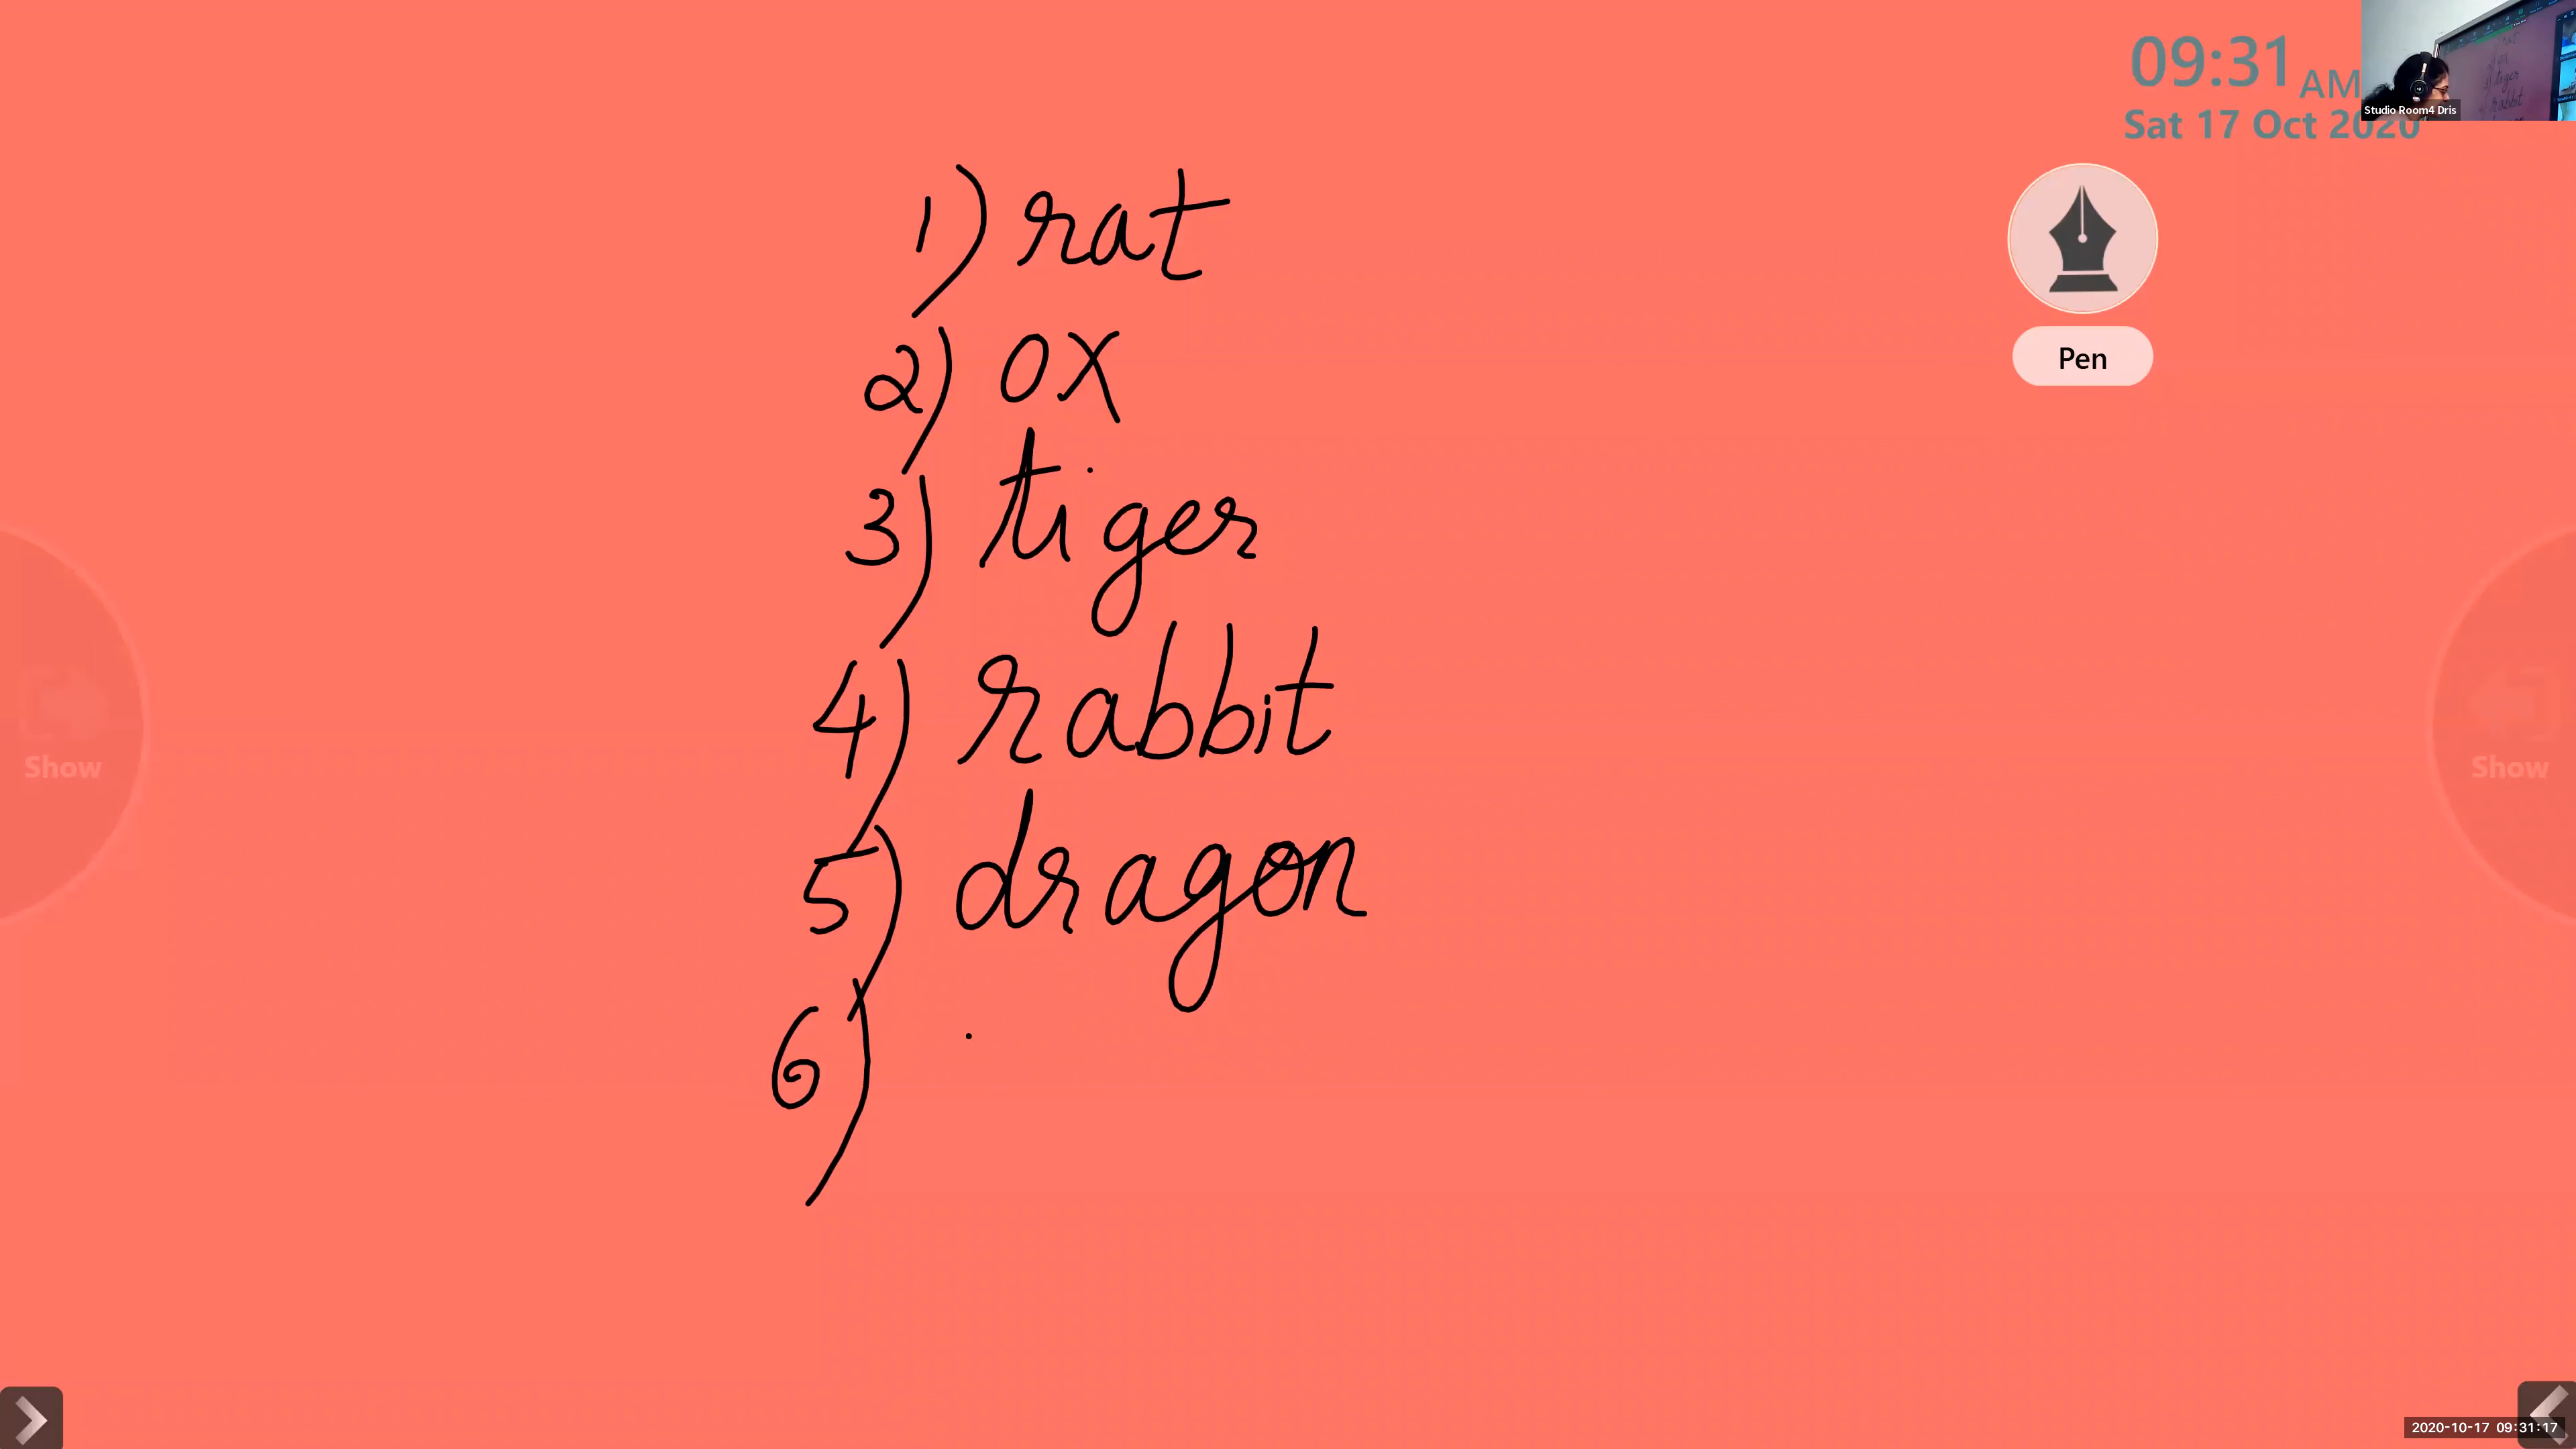 09:31 AM
Sat 17 Oct 2020
Studio Room4 Dris
1) rat
2) ox
3) tiger
4) rabbit
5) dragon
6) .
Pen
Show
Show
2020-10-17 09:31:17